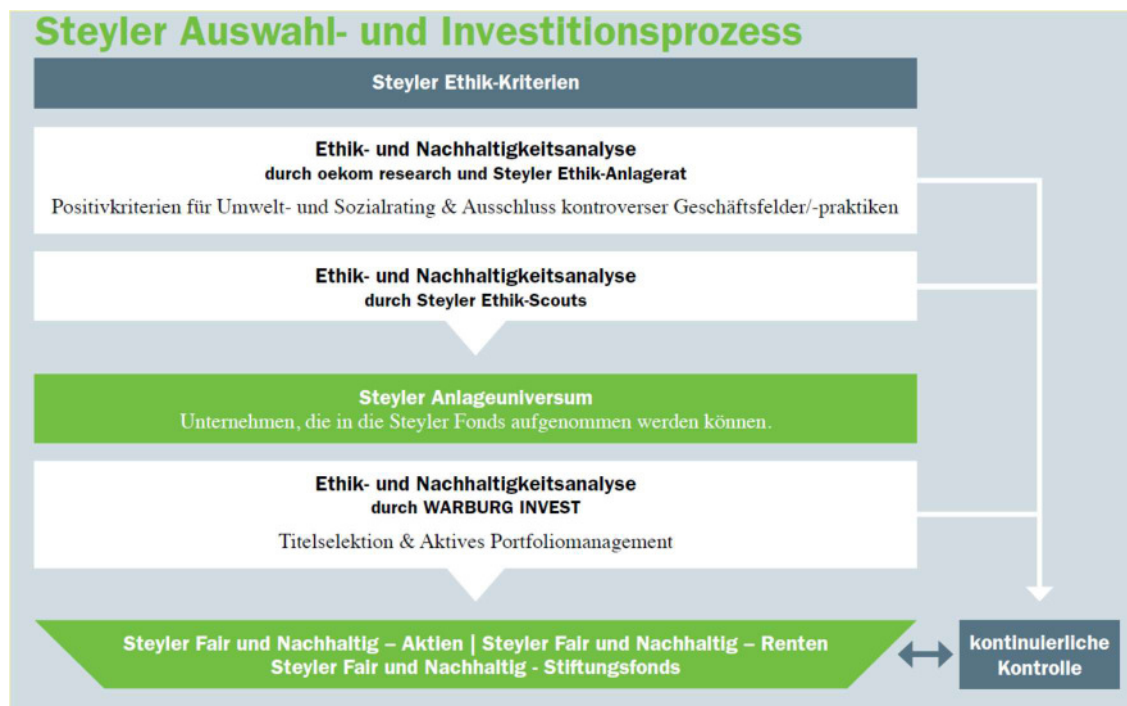 Steyler Auswahl- und Investitionsprozess
Steyler Ethik-Kriterien
Ethik- und Nachhaltigkeitsanalyse
durch oekom research und Steyler Ethik-Anlagerat
Positivkriterien für Umwelt- und Sozialrating & Ausschluss kontroverser Geschäftsfelder/-praktiken
Ethik- und Nachhaltigkeitsanalyse
durch Steyler Ethik-Scouts
Steyler Anlageuniversum
Unternehmen, die in die Steyler Fonds aufgenommen werden können.
Ethik- und Nachhaltigkeitsanalyse
durch WARBURG INVEST
Titelselektion & Aktives Portfoliomanagement
Steyler Fair und Nachhaltig – Aktien | Steyler Fair und Nachhaltig – Renten
Steyler Fair und Nachhaltig - Stiftungsfonds
kontinuierliche
Kontrolle